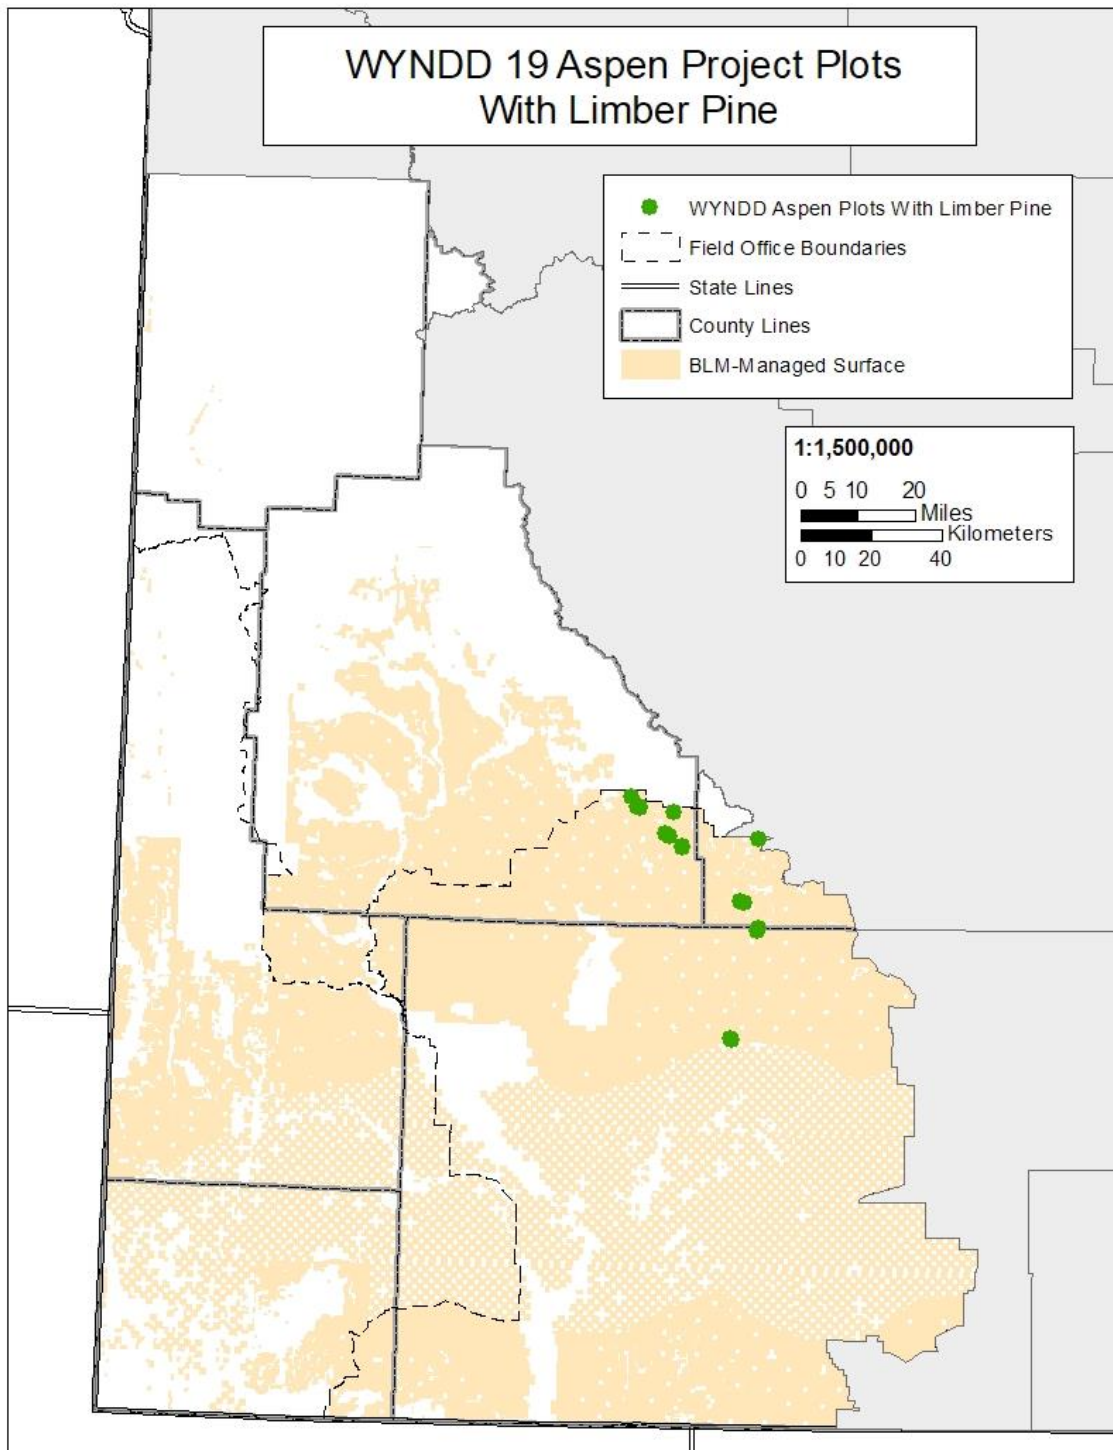 WYNDD 19 Aspen Project Plots
With Limber Pine
WYNDD Aspen Plots With Limber Pine
Field Office Boundaries
State Lines
County Lines
BLM-Managed Surface
1:1,500,000
0 5 10 20
Miles
Kilometers
0 10 20 40